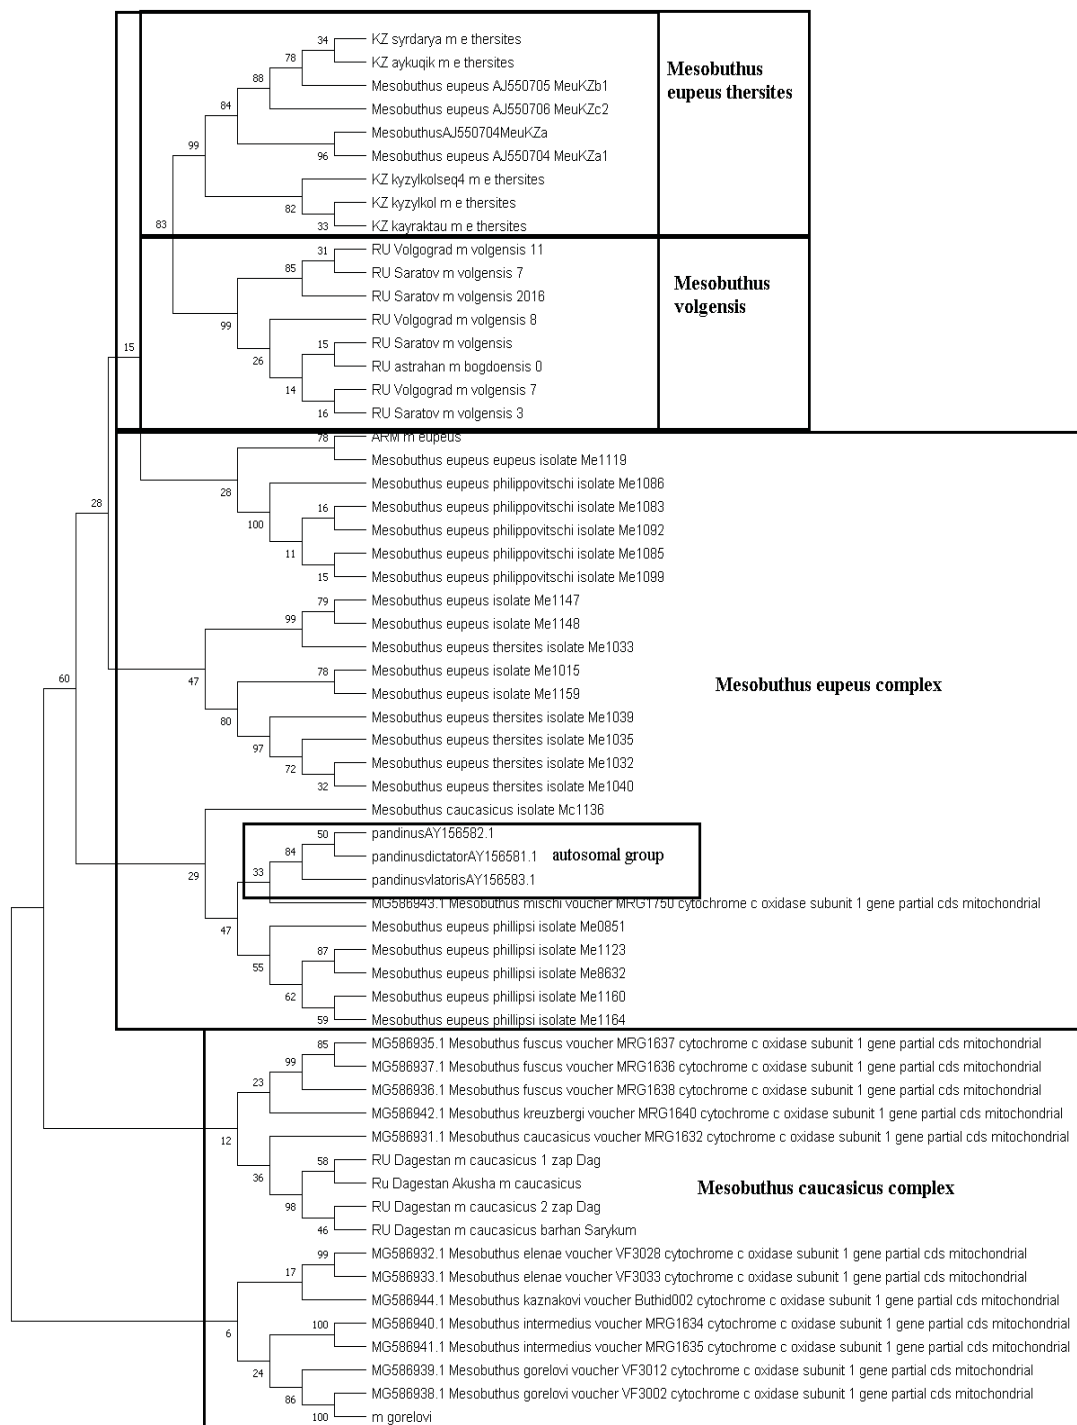 34
KZ syrdarya m e thersites
78
KZ aykuqik m e thersites
Mesobuthus
eupeus thersites
88
Mesobuthus eupeus AJ550705 MeuKZb1
84
Mesobuthus eupeus AJ550706 MeuKZc2
99
MesobuthusAJ550704MeuKZa
96
Mesobuthus eupeus AJ550704 MeuKZa1
KZ kyzylkolseq4 m e thersites
82
KZ kyzylkol m e thersites
83
33
KZ kayraktau m e thersites
31
RU Volgograd m volgensis 11
85
RU Saratov m volgensis 7
Mesobuthus
volgensis
RU Saratov m volgensis 2016
99
RU Volgograd m volgensis 8
15
15
RU Saratov m volgensis
26
RU astrahan m bogdoensis 0
14
RU Volgograd m volgensis 7
16
RU Saratov m volgensis 3
78
ARM m eupeus
Mesobuthus eupeus eupeus isolate Me1119
28
Mesobuthus eupeus philippovitschi isolate Me1086
28
100
16
Mesobuthus eupeus philippovitschi isolate Me1083
Mesobuthus eupeus philippovitschi isolate Me1092
11
Mesobuthus eupeus philippovitschi isolate Me1085
15
Mesobuthus eupeus philippovitschi isolate Me1099
79
Mesobuthus eupeus isolate Me1147
99
Mesobuthus eupeus isolate Me1148
Mesobuthus eupeus thersites isolate Me1033
60
47
78
Mesobuthus eupeus isolate Me1015
Mesobuthus eupeus complex
Mesobuthus eupeus isolate Me1159
80
Mesobuthus eupeus thersites isolate Me1039
97
Mesobuthus eupeus thersites isolate Me1035
72
Mesobuthus eupeus thersites isolate Me1032
32
Mesobuthus eupeus thersites isolate Me1040
Mesobuthus caucasicus isolate Mc1136
50
pandinusAY156582.1
84
pandinusdictatorAY156581.1
autosomal group
29
33
pandinusvlatorisAY156583.1
MG586943.1 Mesobuthus mischi voucher MRG1750 cytochrome c oxidase subunit 1 gene partial cds mitochondrial
47
Mesobuthus eupeus phillipsi isolate Me0851
87
Mesobuthus eupeus phillipsi isolate Me1123
55
Mesobuthus eupeus phillipsi isolate Me8632
62
Mesobuthus eupeus phillipsi isolate Me1160
59
Mesobuthus eupeus phillipsi isolate Me1164
85
MG586935.1 Mesobuthus fuscus voucher MRG1637 cytochrome c oxidase subunit 1 gene partial cds mitochondrial
99
MG586937.1 Mesobuthus fuscus voucher MRG1636 cytochrome c oxidase subunit 1 gene partial cds mitochondrial
23
MG586936.1 Mesobuthus fuscus voucher MRG1638 cytochrome c oxidase subunit 1 gene partial cds mitochondrial
MG586942.1 Mesobuthus kreuzbergi voucher MRG1640 cytochrome c oxidase subunit 1 gene partial cds mitochondrial
12
MG586931.1 Mesobuthus caucasicus voucher MRG1632 cytochrome c oxidase subunit 1 gene partial cds mitochondrial
58
RU Dagestan m caucasicus 1 zap Dag
36
Ru Dagestan Akusha m caucasicus
Mesobuthus caucasicus complex
98
RU Dagestan m caucasicus 2 zap Dag
46
RU Dagestan m caucasicus barhan Sarykum
99
MG586932.1 Mesobuthus elenae voucher VF3028 cytochrome c oxidase subunit 1 gene partial cds mitochondrial
17
MG586933.1 Mesobuthus elenae voucher VF3033 cytochrome c oxidase subunit 1 gene partial cds mitochondrial
MG586944.1 Mesobuthus kaznakovi voucher Buthid002 cytochrome c oxidase subunit 1 gene partial cds mitochondrial
6
100
MG586940.1 Mesobuthus intermedius voucher MRG1634 cytochrome c oxidase subunit 1 gene partial cds mitochondrial
MG586941.1 Mesobuthus intermedius voucher MRG1635 cytochrome c oxidase subunit 1 gene partial cds mitochondrial
24
MG586939.1 Mesobuthus gorelovi voucher VF3012 cytochrome c oxidase subunit 1 gene partial cds mitochondrial
86
MG586938.1 Mesobuthus gorelovi voucher VF3002 cytochrome c oxidase subunit 1 gene partial cds mitochondrial
100
m gorelovi